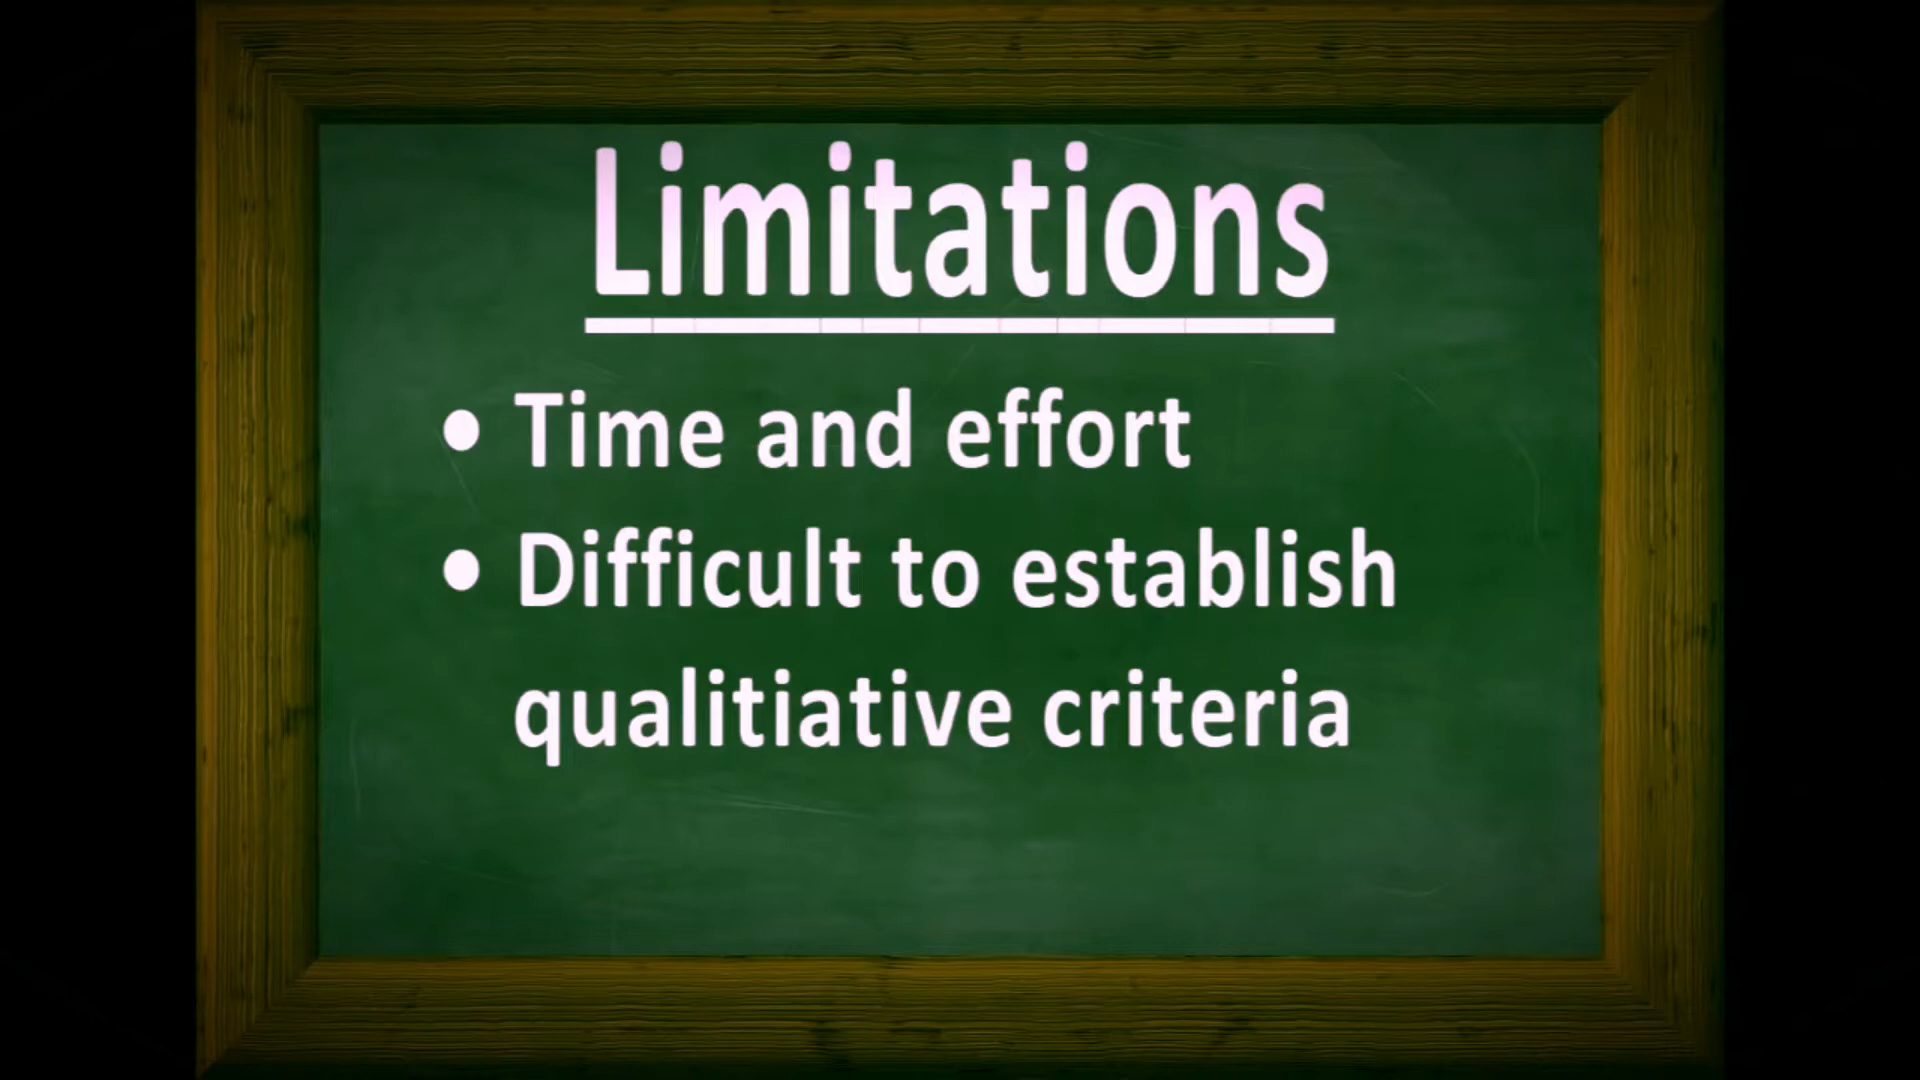 Limitations
• Time and effort
• Difficult to establish
qualitiative criteria